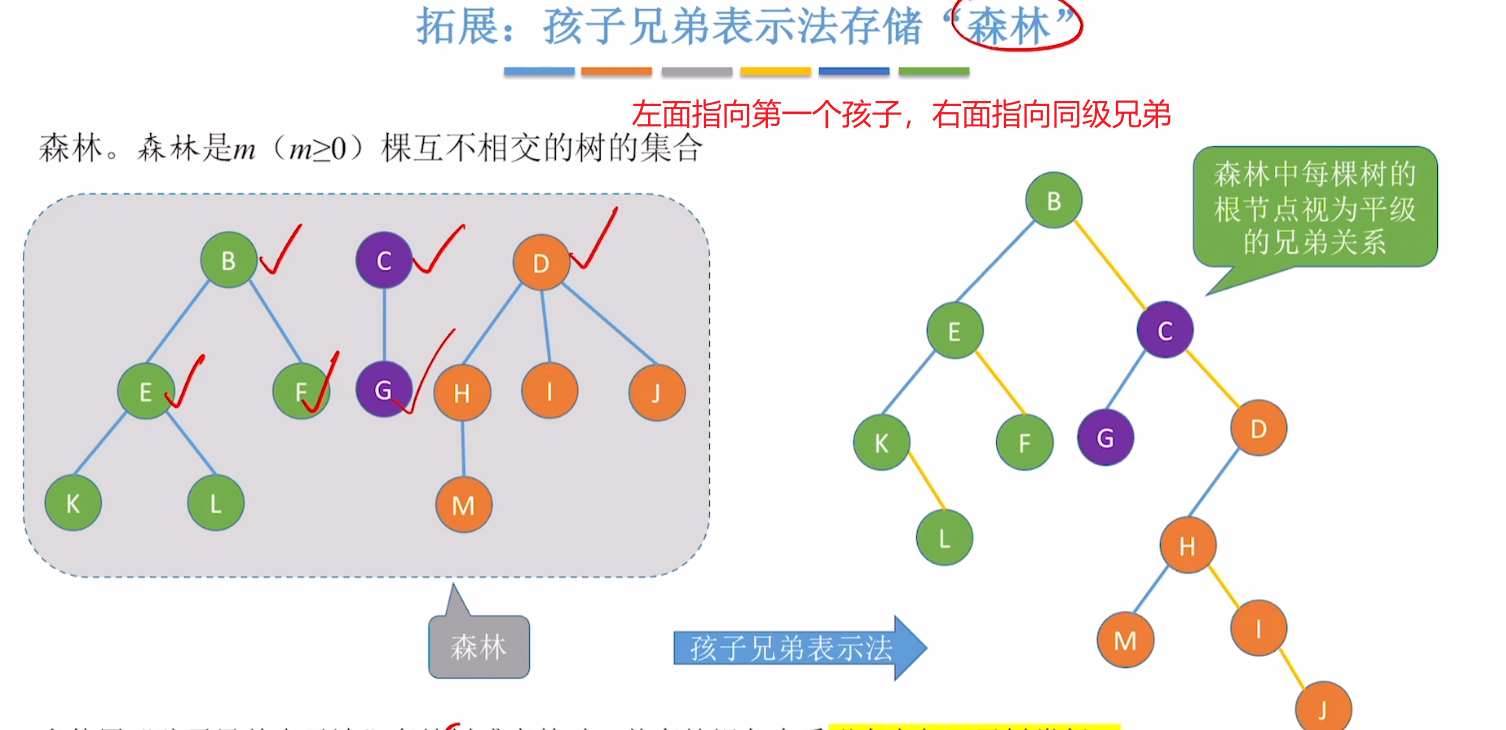 拓展：孩子兄弟表示法存储“森林”
左面指向第一个孩子，右面指向同级兄弟
森林。森林是m（m≥0）棵互不相交的树的集合
森林中每棵树的
根节点视为平级
的兄弟关系
B
C
D
E
F
G
H
I
J
K
L
M
森林
孩子兄弟表示法
B
E
C
K
F
G
D
L
H
M
I
J